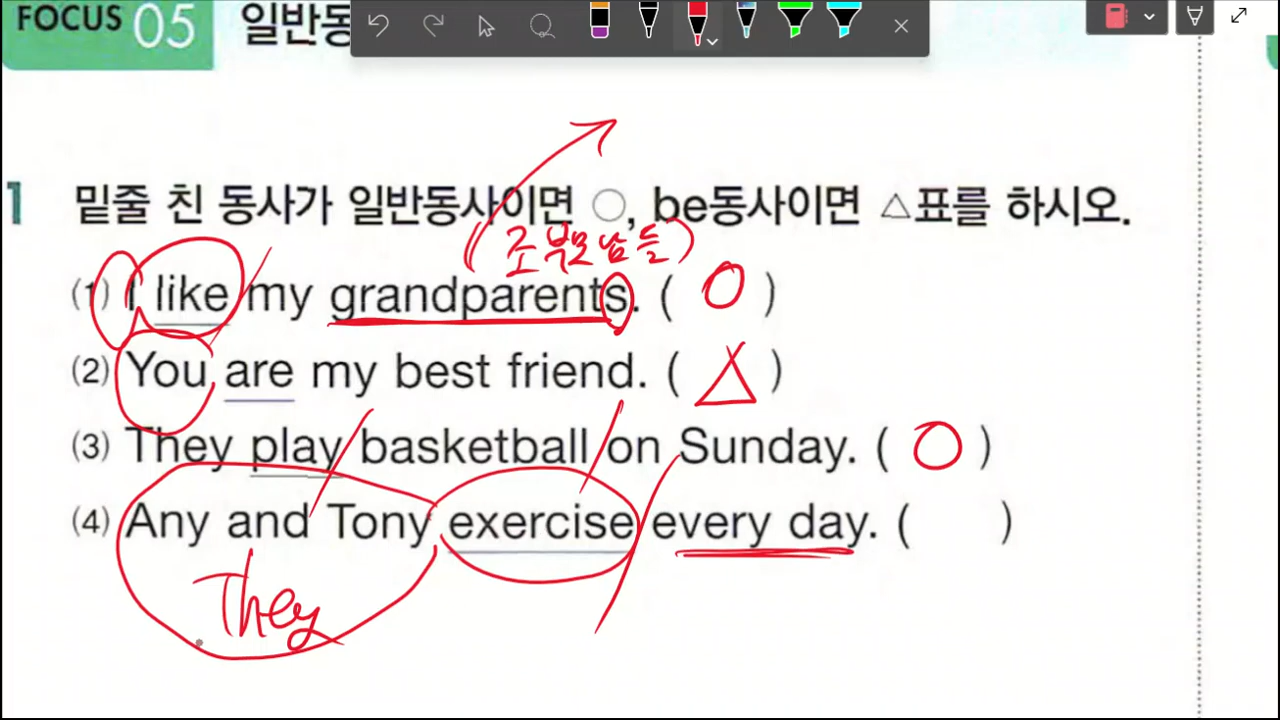 FOCUS 05 일반동
1 밑줄 친 동사가 일반동사이면 ○, be동사이면 △표를 하시오.
(조부모님들)
(1) I like my grandparents. ( O )
(2) You are my best friend. ( △ )
(3) They play basketball on Sunday. ( O )
(4) Any and Tony exercise every day. ( )
They